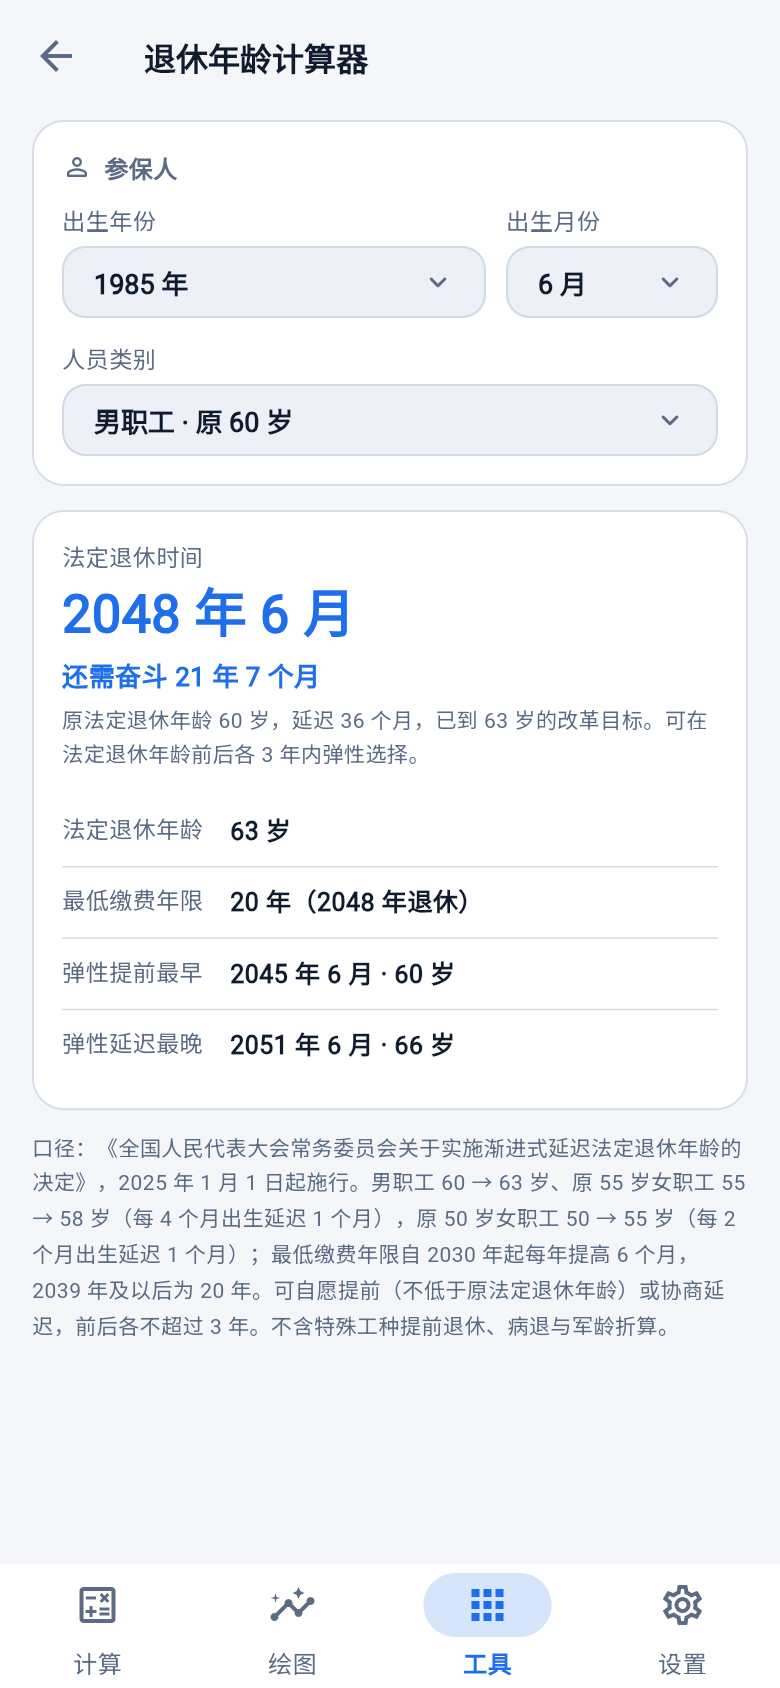 退休年龄计算器
参保人
出生年份
出生月份
1985 年
6 月
人员类别
男职工 · 原 60 岁
法定退休时间
2048 年 6 月
还需奋斗 21 年 7 个月
原法定退休年龄 60 岁，延迟 36 个月，已到 63 岁的改革目标。可在
法定退休年龄前后各 3 年内弹性选择。
法定退休年龄 63 岁
最低缴费年限 20 年（2048 年退休）
弹性提前最早 2045 年 6 月 · 60 岁
弹性延迟最晚 2051 年 6 月 · 66 岁
口径：《全国人民代表大会常务委员会关于实施渐进式延迟法定退休年龄的
决定》，2025 年 1 月 1 日起施行。男职工 60 → 63 岁、原 55 岁女职工 55
→ 58 岁（每 4 个月出生延迟 1 个月），原 50 岁女职工 50 → 55 岁（每 2
个月出生延迟 1 个月）；最低缴费年限自 2030 年起每年提高 6 个月，
2039 年及以后为 20 年。可自愿提前（不低于原法定退休年龄）或协商延
迟，前后各不超过 3 年。不含特殊工种提前退休、病退与军龄折算。
计算
绘图
工具
设置